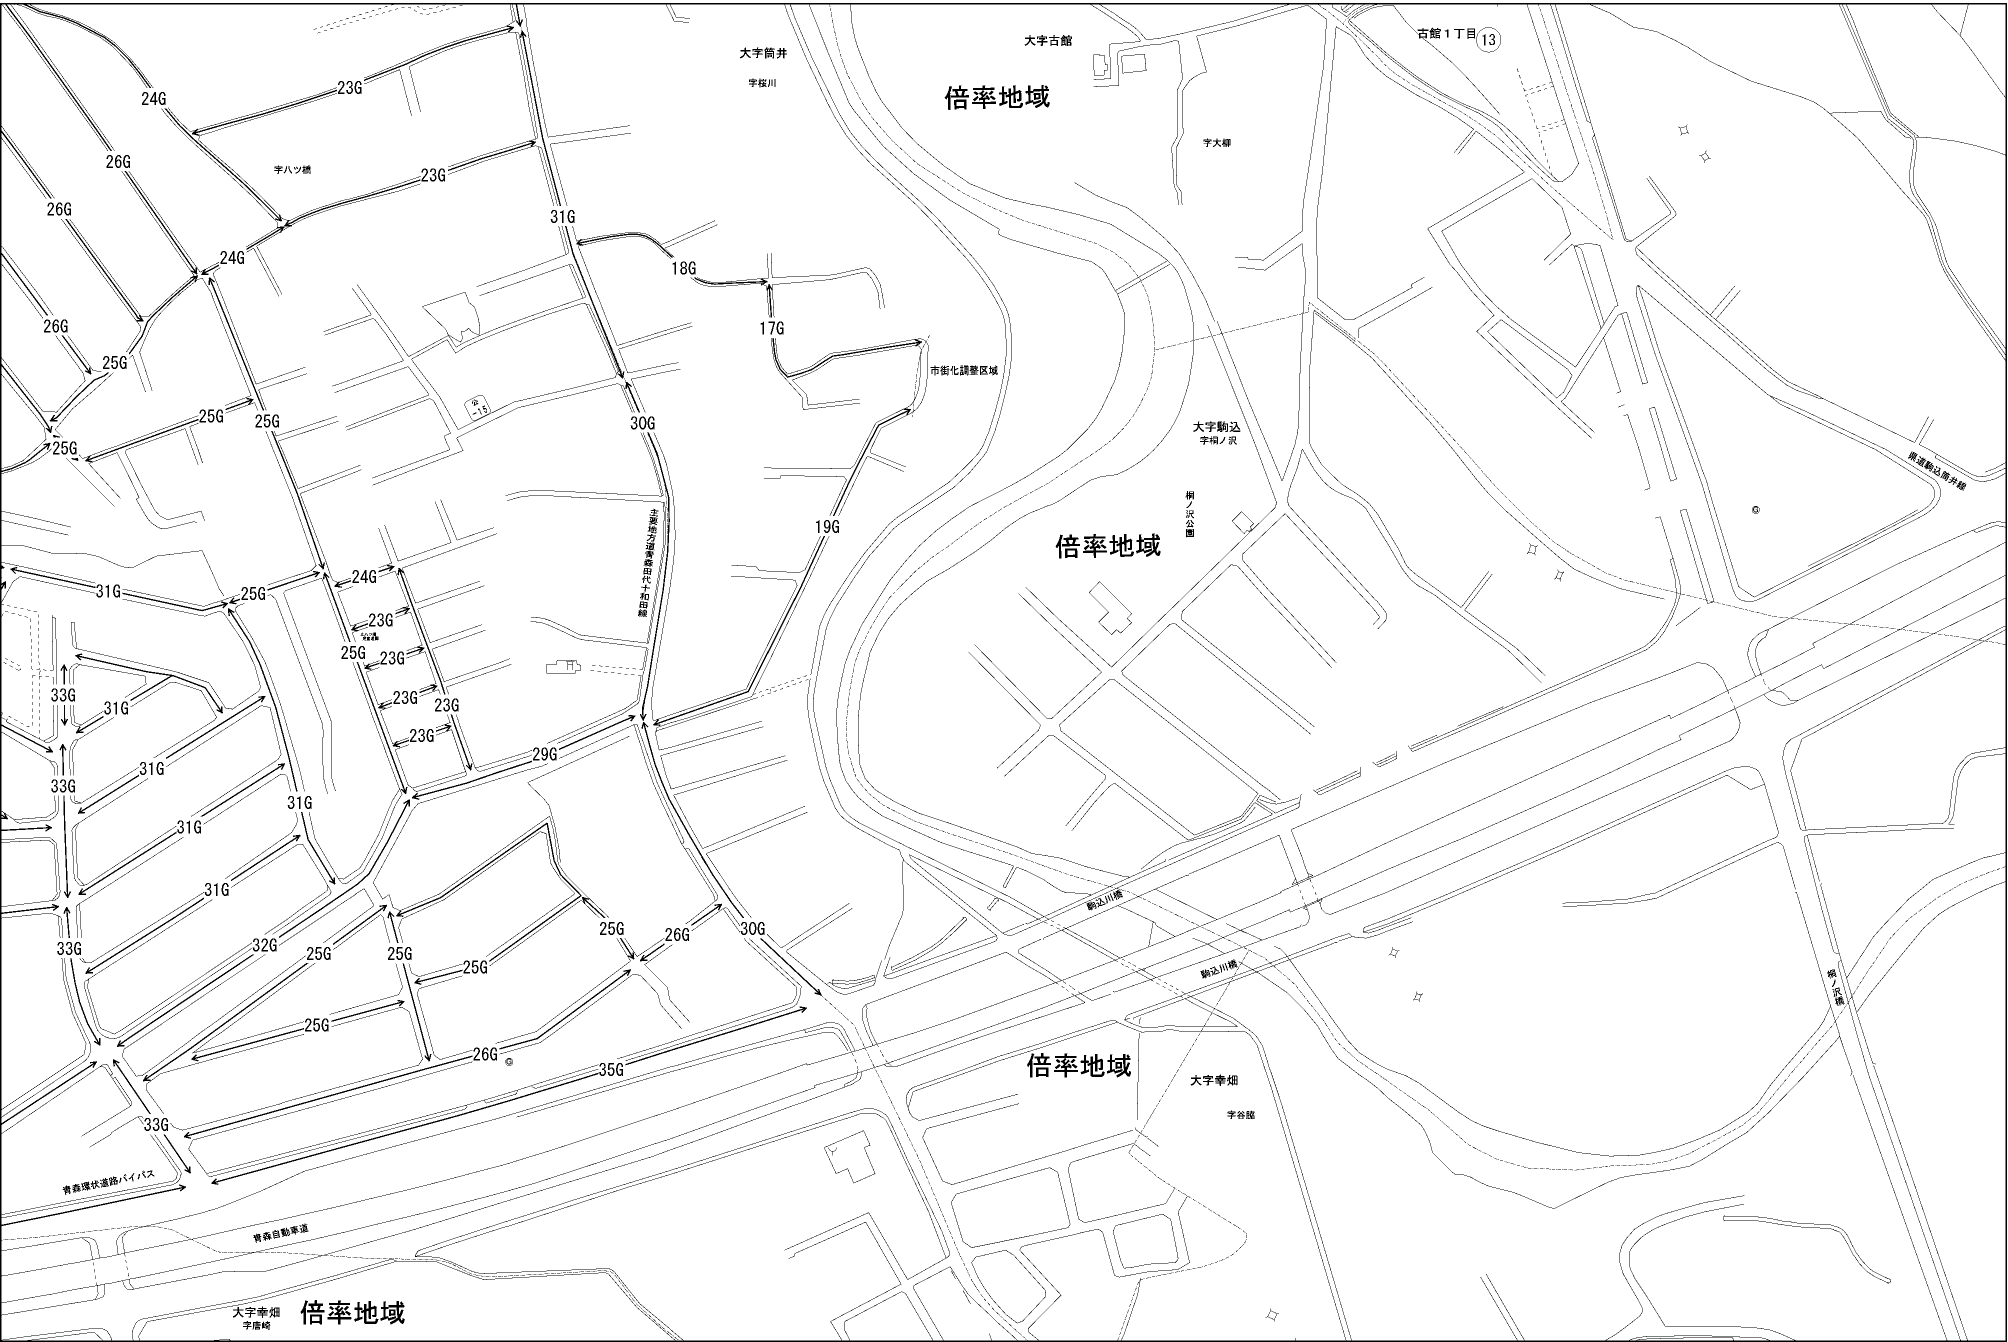 大字筒井
字桜川
大字古館
倍率地域
古館１丁目 13
字大柳
24G
23G
26G
字八ツ橋
23G
26G
31G
24G
18G
26G
17G
25G
市街化調整区域
25G
25G
公
-15
30G
25G
大字駒込
字桐ノ沢
県道駒込筒井線
桐ノ沢公園
主要地方道青森田代十和田線
19G
倍率地域
31G
25G
24G
23G
25G
23G
33G
31G
23G
23G
23G
29G
31G
33G
31G
31G
31G
駒込川橋
33G
32G
25G
25G
25G
25G
26G
30G
駒込川橋
桐ノ沢橋
25G
26G
35G
倍率地域
大字幸畑
字谷脇
33G
青森環状道路バイパス
青森自動車道
大字幸畑
字唐崎
倍率地域